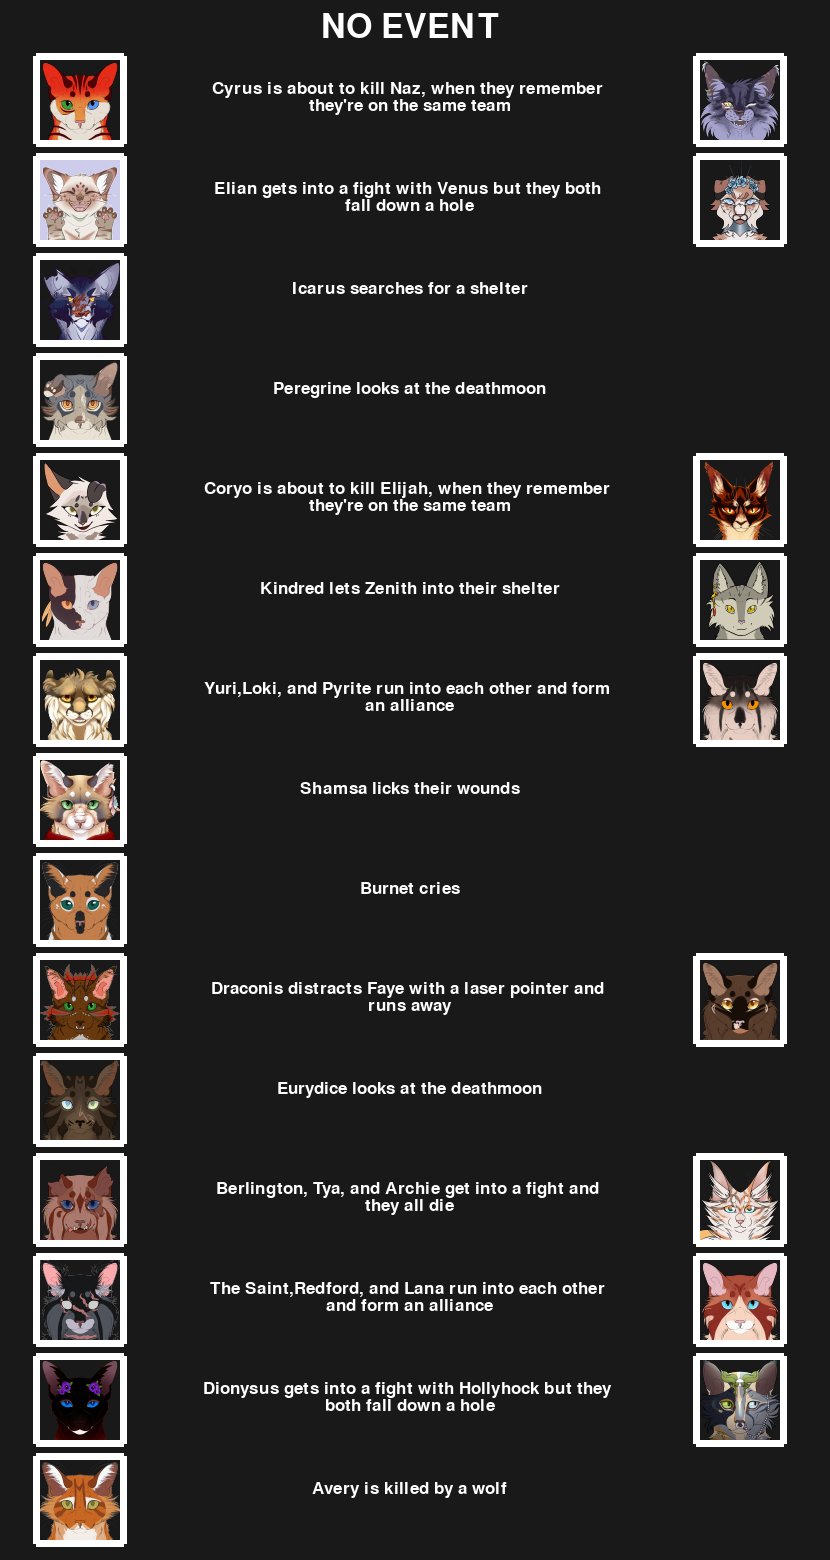 NO EVENT
Cyrus is about to kill Naz, when they remember
they're on the same team
Elian gets into a fight with Venus but they both
fall down a hole
Icarus searches for a shelter
Peregrine looks at the deathmoon
Coryo is about to kill Elijah, when they remember
they're on the same team
Kindred lets Zenith into their shelter
Yuri,Loki, and Pyrite run into each other and form
an alliance
Shamsa licks their wounds
Burnet cries
Draconis distracts Faye with a laser pointer and
runs away
Eurydice looks at the deathmoon
Berlington, Tya, and Archie get into a fight and
they all die
The Saint,Redford, and Lana run into each other
and form an alliance
Dionysus gets into a fight with Hollyhock but they
both fall down a hole
Avery is killed by a wolf